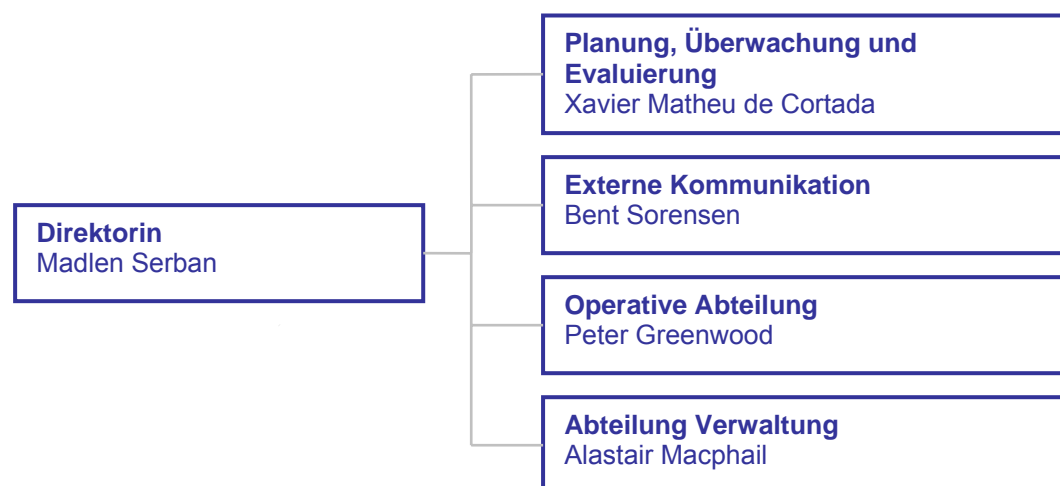 Direktorin
Madlen Serban
Planung, Überwachung und
Evaluierung
Xavier Matheu de Cortada
Externe Kommunikation
Bent Sorensen
Operative Abteilung
Peter Greenwood
Abteilung Verwaltung
Alastair Macphail